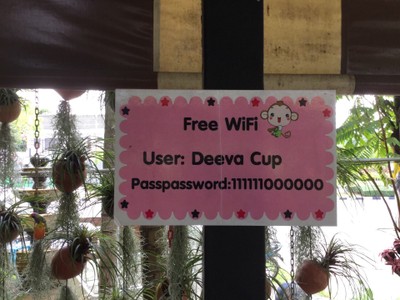 Free WiFi
User: Deeva Cup
Passpassword:111111000000